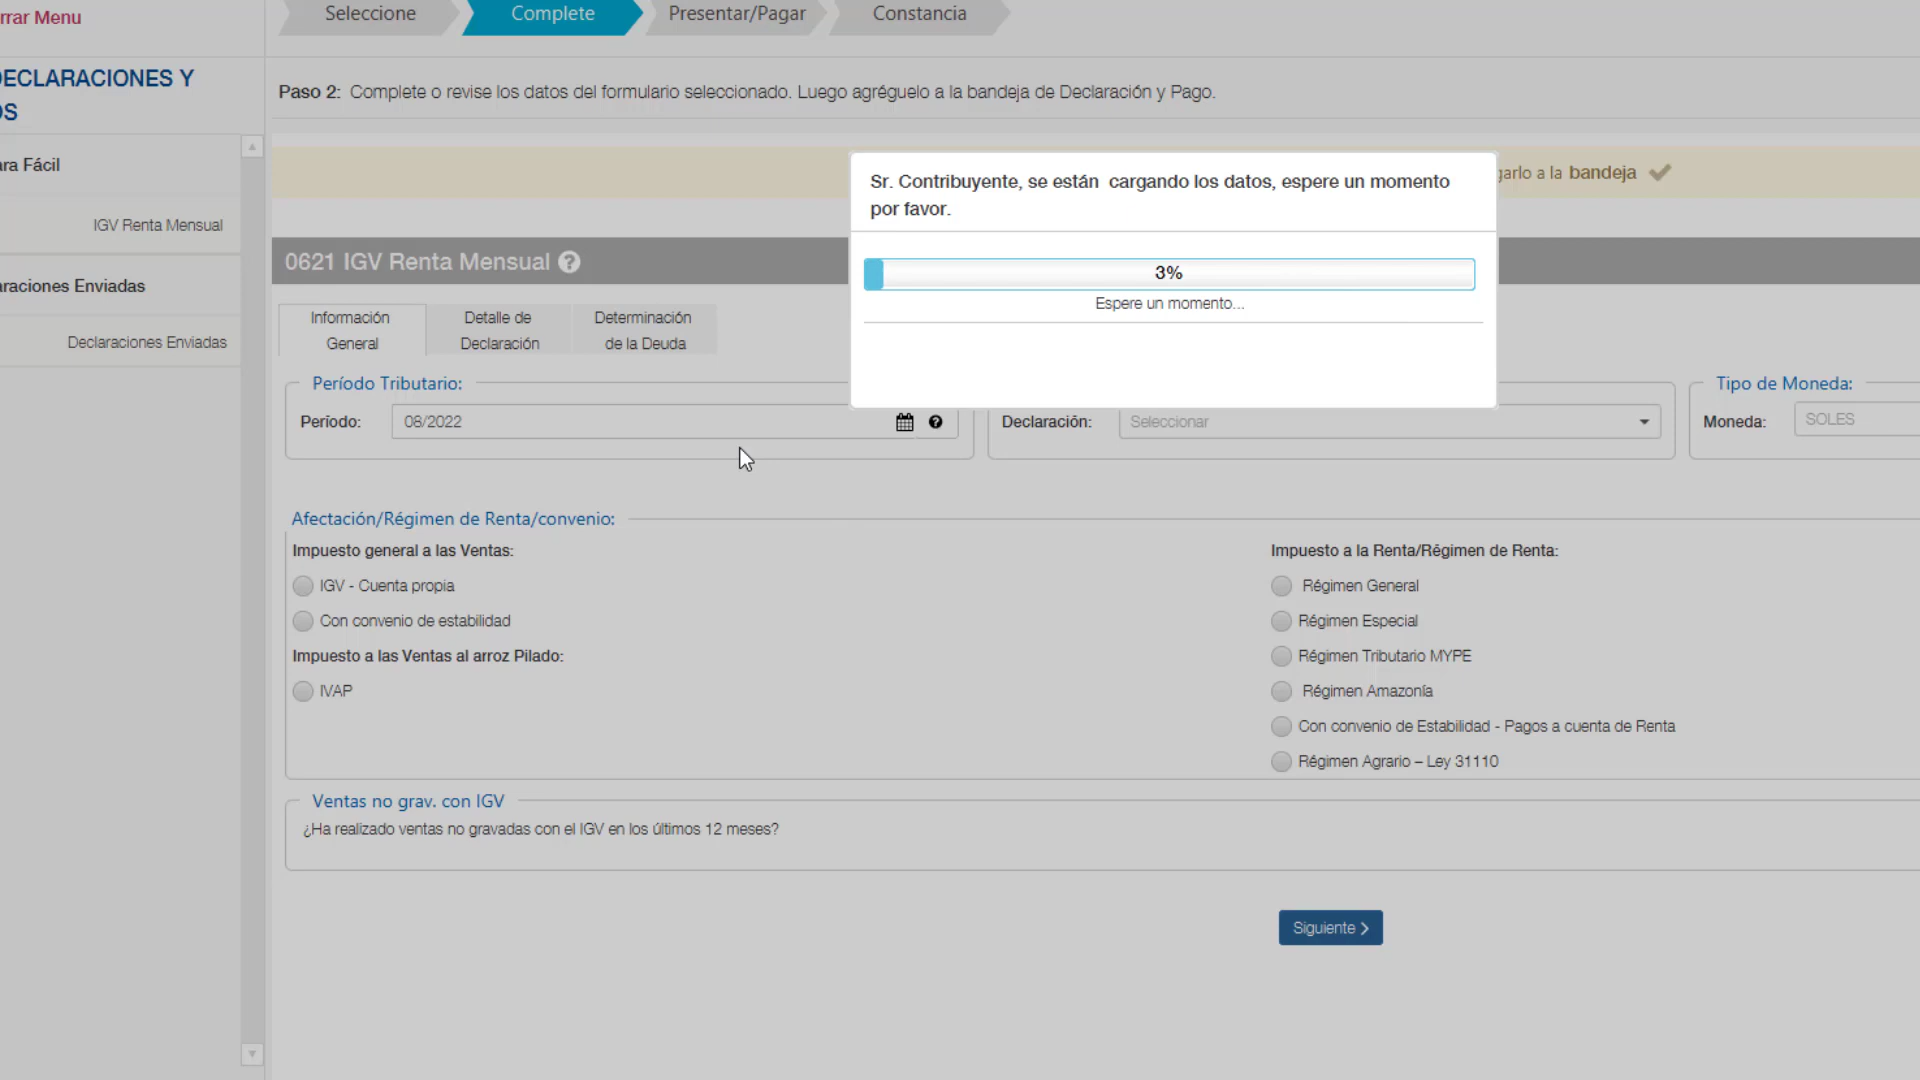 rrar Menu
Seleccione
Complete
Presentar/Pagar
Constancia
DECLARACIONES Y
OS
Paso 2: Complete o revise los datos del formulario seleccionado. Luego agréguelo a la bandeja de Declaración y Pago.
ara Fácil
IGV Renta Mensual
araciones Enviadas
Declaraciones Enviadas
garlo a la bandeja
Sr. Contribuyente, se están cargando los datos, espere un momento
por favor.
3%
Espere un momento...
0621 IGV Renta Mensual ?
Información
General
Detalle de
Declaración
Determinación
de la Deuda
Período Tributario:
Período:
08/2022
?
Declaración:
Seleccionar
Tipo de Moneda:
Moneda:
SOLES
Afectación/Régimen de Renta/convenio:
Impuesto general a las Ventas:
IGV - Cuenta propia
Con convenio de estabilidad
Impuesto a las Ventas al arroz Pilado:
IVAP
Impuesto a la Renta/Régimen de Renta:
Régimen General
Régimen Especial
Régimen Tributario MYPE
Régimen Amazonía
Con convenio de Estabilidad - Pagos a cuenta de Renta
Régimen Agrario – Ley 31110
Ventas no grav. con IGV
¿Ha realizado ventas no gravadas con el IGV en los últimos 12 meses?
Siguiente